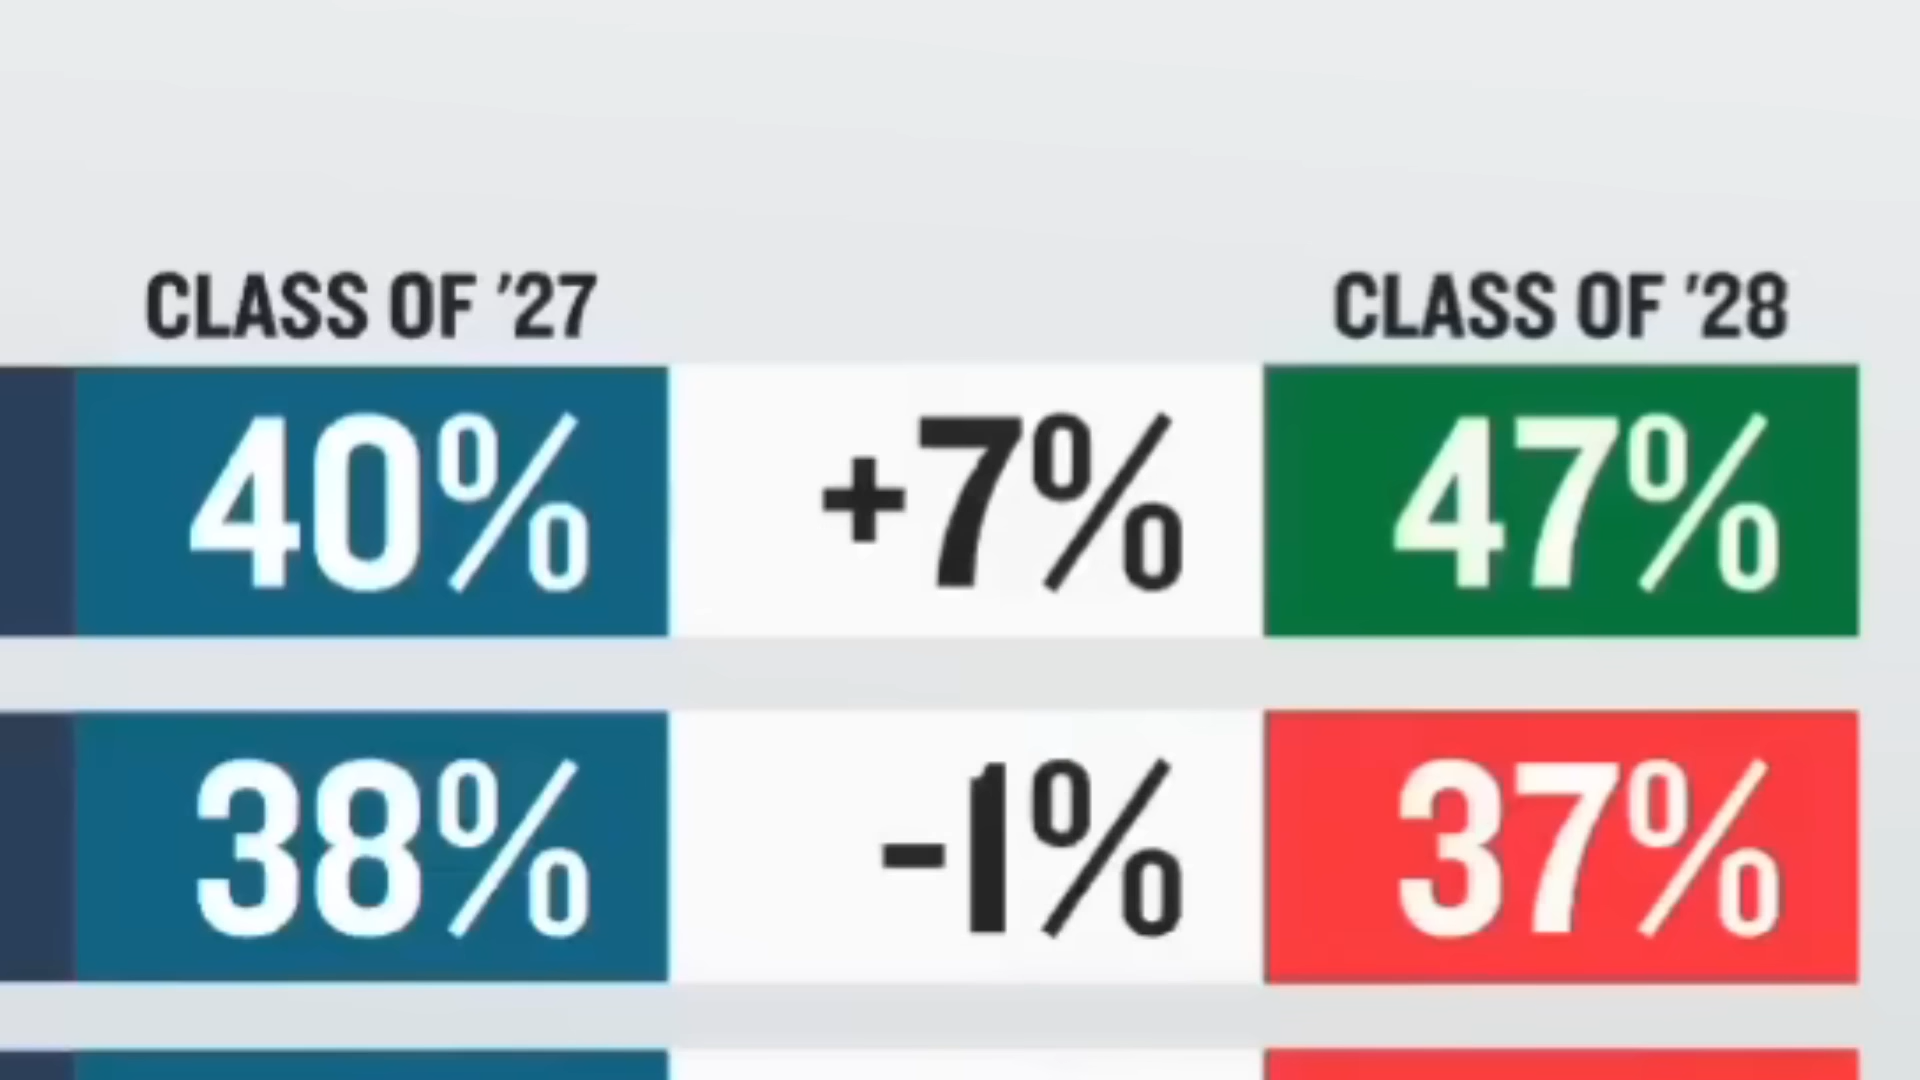 CLASS OF ’27 CLASS OF ’28
40% +7% 47%
38% -1% 37%